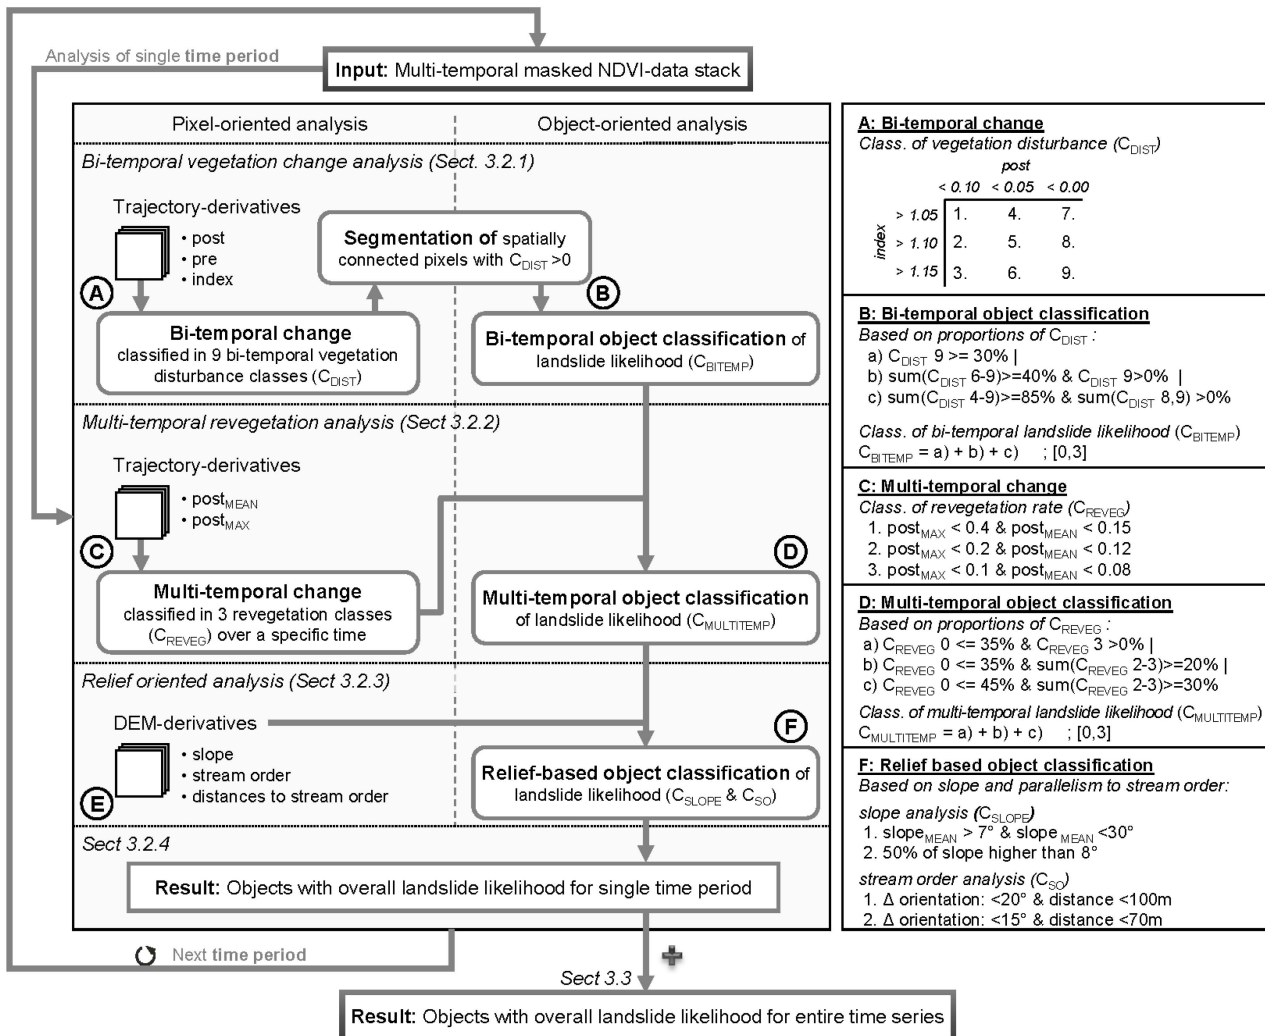 Analysis of single time period
Input: Multi-temporal masked NDVI-data stack
Pixel-oriented analysis
Object-oriented analysis
Bi-temporal vegetation change analysis (Sect. 3.2.1)
Trajectory-derivatives
• post
• pre
• index
Segmentation of spatially
connected pixels with C_DIST >0
A
B
Bi-temporal change
classified in 9 bi-temporal vegetation
disturbance classes (C_DIST)
Bi-temporal object classification of
landslide likelihood (C_BITEMP)
Multi-temporal revegetation analysis (Sect 3.2.2)
Trajectory-derivatives
• post_MEAN
• post_MAX
C
D
Multi-temporal change
classified in 3 revegetation classes
(C_REVEG) over a specific time
Multi-temporal object classification
of landslide likelihood (C_MULTITEMP)
Relief oriented analysis (Sect 3.2.3)
DEM-derivatives
• slope
• stream order
• distances to stream order
E
F
Relief-based object classification of
landslide likelihood (C_SLOPE & C_SO)
Sect 3.2.4
Result: Objects with overall landslide likelihood for single time period
Next time period
Sect 3.3
Result: Objects with overall landslide likelihood for entire time series
A: Bi-temporal change
Class. of vegetation disturbance (C_DIST)
post
< 0.10 < 0.05 < 0.00
index
> 1.05 1. 4. 7.
> 1.10 2. 5. 8.
> 1.15 3. 6. 9.
B: Bi-temporal object classification
Based on proportions of C_DIST :
a) C_DIST 9 >= 30% |
b) sum(C_DIST 6-9)>=40% & C_DIST 9>0% |
c) sum(C_DIST 4-9)>=85% & sum(C_DIST 8,9) >0%
Class. of bi-temporal landslide likelihood (C_BITEMP)
C_BITEMP = a) + b) + c) ; [0,3]
C: Multi-temporal change
Class. of revegetation rate (C_REVEG)
1. post_MAX < 0.4 & post_MEAN < 0.15
2. post_MAX < 0.2 & post_MEAN < 0.12
3. post_MAX < 0.1 & post_MEAN < 0.08
D: Multi-temporal object classification
Based on proportions of C_REVEG :
a) C_REVEG 0 <= 35% & C_REVEG 3 >0% |
b) C_REVEG 0 <= 35% & sum(C_REVEG 2-3)>=20% |
c) C_REVEG 0 <= 45% & sum(C_REVEG 2-3)>=30%
Class. of multi-temporal landslide likelihood (C_MULTITEMP)
C_MULTITEMP = a) + b) + c) ; [0,3]
F: Relief based object classification
Based on slope and parallelism to stream order:
slope analysis (C_SLOPE)
1. slope_MEAN > 7° & slope_MEAN <30°
2. 50% of slope higher than 8°
stream order analysis (C_SO)
1. Δ orientation: <20° & distance <100m
2. Δ orientation: <15° & distance <70m